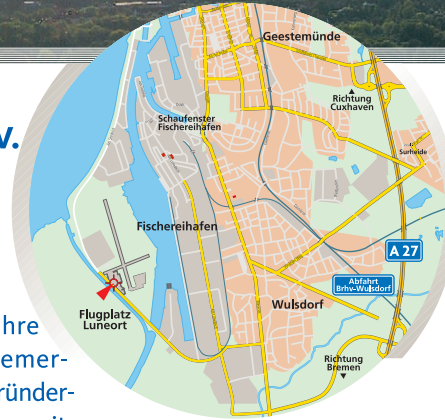 Geestemünde
Richtung
Cuxhaven
Schaufenster
Fischereihafen
Surheide
v.
Fischereihafen
A 27
Abfahrt
Brhv-Wulsdorf
Wulsdorf
Flugplatz
Luneort
hre
emer-
ründer-
Richtung
Bremen